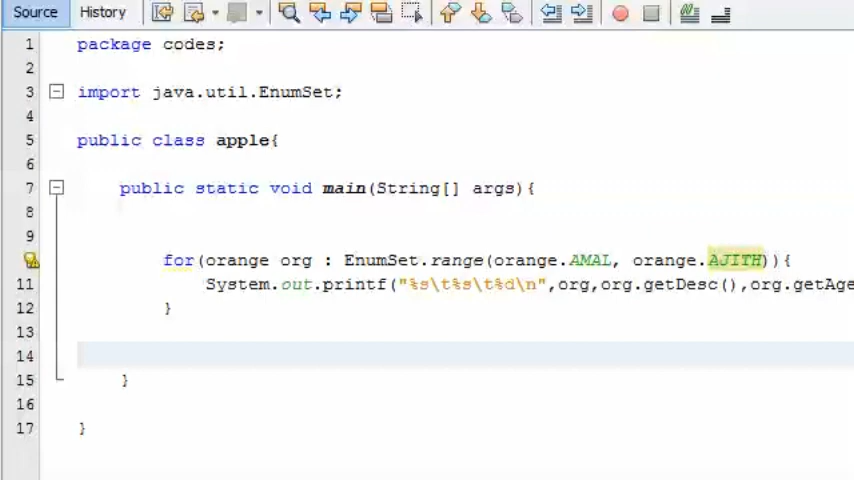 Source History
1 package codes;
2
3 import java.util.EnumSet;
4
5 public class apple{
6
7 public static void main(String[] args){
8
9
for(orange org : EnumSet.range(orange.AMAL, orange.AJITH)){
11 System.out.printf("%s\t%s\t%d\n",org,org.getDesc(),org.getAge
12 }
13
14
15 }
16
17 }